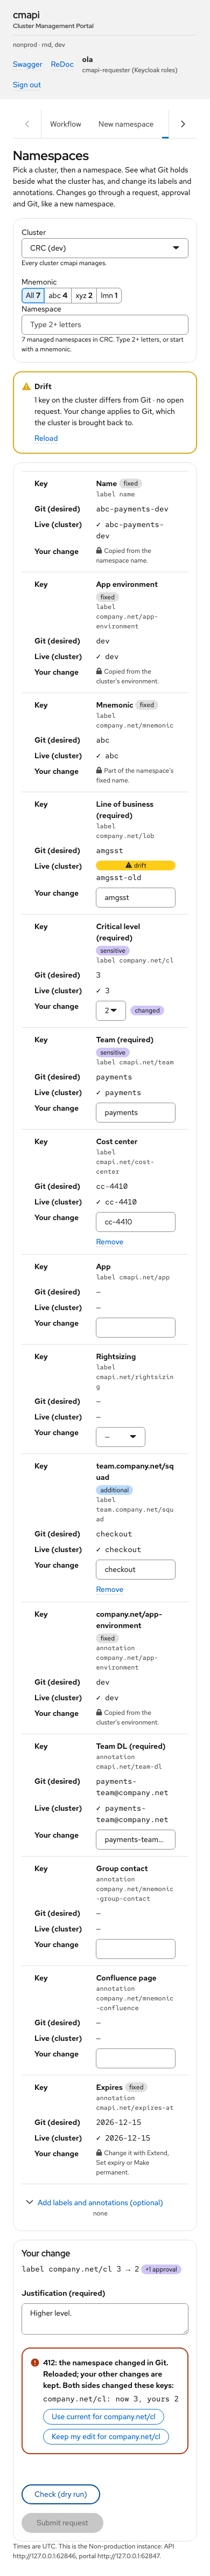 cmapi
Cluster Management Portal
nonprod · rnd, dev
Swagger ReDoc ola
cmapi-requester (Keycloak roles)
Sign out
Workflow New namespace
Namespaces
Pick a cluster, then a namespace. See what Git holds
beside what the cluster has, and change its labels and
annotations. Changes go through a request, approval
and Git, like a new namespace.
Cluster
CRC (dev)
Every cluster cmapi manages.
Mnemonic
All 7 abc 4 xyz 2 lmn 1
Namespace
Type 2+ letters
7 managed namespaces in CRC. Type 2+ letters, or start
with a mnemonic.
Drift
1 key on the cluster differs from Git · no open
request. Your change applies to Git, which
the cluster is brought back to.
Reload
Key Name fixed
label name
Git (desired) abc-payments-dev
Live (cluster) ✓ abc-payments-
dev
Your change Copied from the
namespace name.
Key App environment
fixed
label
company.net/app-
environment
Git (desired) dev
Live (cluster) ✓ dev
Your change Copied from the
cluster's environment.
Key Mnemonic fixed
label
company.net/mnemonic
Git (desired) abc
Live (cluster) ✓ abc
Your change Part of the namespace's
fixed name.
Key Line of business
(required)
label
company.net/lob
Git (desired) amgsst
Live (cluster) drift
amgsst-old
Your change amgsst
Key Critical level
(required)
sensitive
label company.net/cl
Git (desired) 3
Live (cluster) ✓ 3
Your change 2 changed
Key Team (required)
sensitive
label cmapi.net/team
Git (desired) payments
Live (cluster) ✓ payments
Your change payments
Key Cost center
label
cmapi.net/cost-
center
Git (desired) cc-4410
Live (cluster) ✓ cc-4410
Your change cc-4410
Remove
Key App
label cmapi.net/app
Git (desired) —
Live (cluster) —
Your change
Key Rightsizing
label
cmapi.net/rightsizin
g
Git (desired) —
Live (cluster) —
Your change —
Key team.company.net/sq
uad
additional
label
team.company.net/squ
ad
Git (desired) checkout
Live (cluster) ✓ checkout
Your change checkout
Remove
Key company.net/app-
environment
fixed
annotation
company.net/app-
environment
Git (desired) dev
Live (cluster) ✓ dev
Your change Copied from the
cluster's environment.
Key Team DL (required)
annotation
cmapi.net/team-dl
Git (desired) payments-
team@company.net
Live (cluster) ✓ payments-
team@company.net
Your change payments-team...
Key Group contact
annotation
company.net/mnemonic
-group-contact
Git (desired) —
Live (cluster) —
Your change
Key Confluence page
annotation
company.net/mnemonic
-confluence
Git (desired) —
Live (cluster) —
Your change
Key Expires fixed
annotation
cmapi.net/expires-at
Git (desired) 2026-12-15
Live (cluster) ✓ 2026-12-15
Your change Change it with Extend,
Set expiry or Make
permanent.
Add labels and annotations (optional)
none
Your change
label company.net/cl 3 → 2 +1 approval
Justification (required)
Higher level.
412: the namespace changed in Git.
Reloaded; your other changes are
kept. Both sides changed these keys:
company.net/cl: now 3, yours 2
Use current for company.net/cl
Keep my edit for company.net/cl
Check (dry run)
Submit request
Times are UTC. This is the Non-production instance: API
http://127.0.0.1:62846, portal http://127.0.0.1:62847.